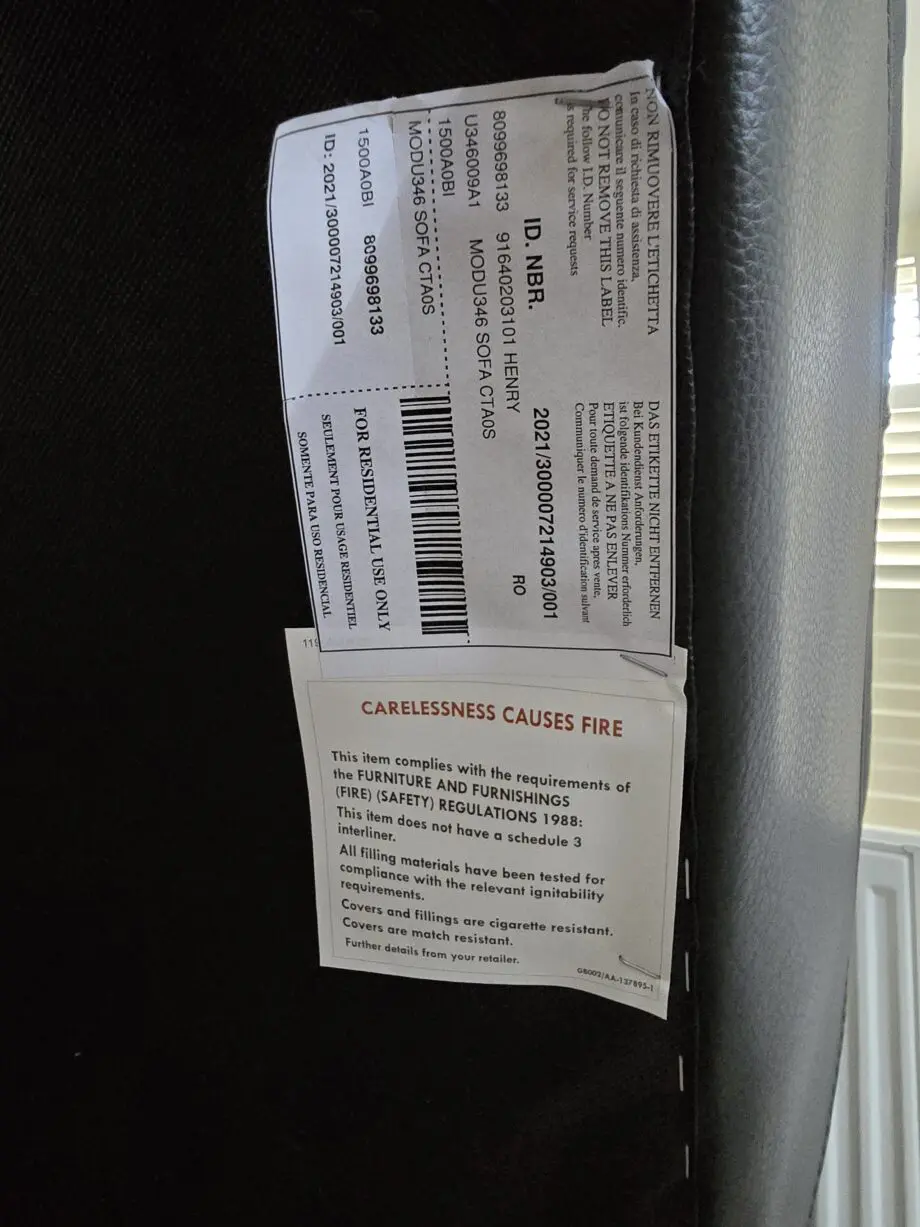 NON RIMUOVERE L'ETICHETTA
In caso di richiesta di assistenza,
comunicare il seguente numero identific.
DO NOT REMOVE THIS LABEL
he follow I.D. Number
is required for service requests
DAS ETIKETTE NICHT ENTFERNEN
Bei Kundendienst Anforderungen,
ist folgende identifikations Nummer erforderlich
ETIQUETTE A NE PAS ENLEVER
Pour toute demand de service apres vente,
Communiquer le numero d'identification suivant
ID. NBR. 2021/300007214903/001
RO
8099698133 91640203101 HENRY
U346009A1 MODU346 SOFA CTA0S
1500A0BI
MODU346 SOFA CTA0S
1500A0BI 8099698133
ID: 2021/300007214903/001
FOR RESIDENTIAL USE ONLY
SEULEMENT POUR USAGE RESIDENTIEL
SOMENTE PARA USO RESIDENCIAL
119
CARELESSNESS CAUSES FIRE
This item complies with the requirements of
the FURNITURE AND FURNISHINGS
(FIRE) (SAFETY) REGULATIONS 1988:
This item does not have a schedule 3
interliner.
All filling materials have been tested for
compliance with the relevant ignitability
requirements.
Covers and fillings are cigarette resistant.
Covers are match resistant.
Further details from your retailer.
GB002/AA-137895-1